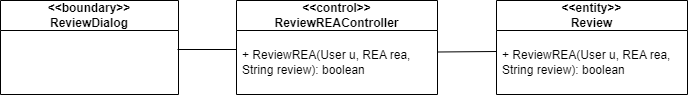 <<boundary>>
ReviewDialog
<<control>>
ReviewREAController
+ ReviewREA(User u, REA rea,
String review): boolean
<<entity>>
Review
+ ReviewREA(User u, REA rea,
String review): boolean